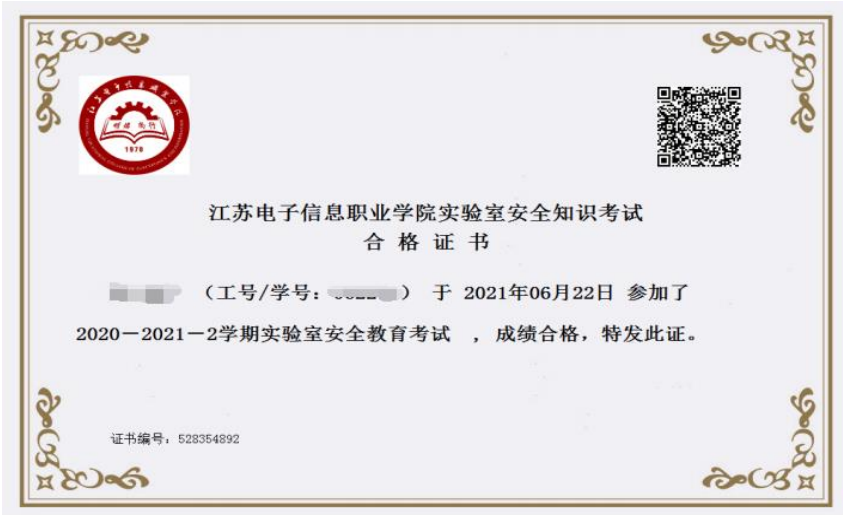 1978
江苏电子信息职业学院实验室安全知识考试
合格证书
（工号/学号： ） 于 2021年06月22日 参加了
2020－2021－2学期实验室安全教育考试 ，成绩合格，特发此证。
证书编号：528354892